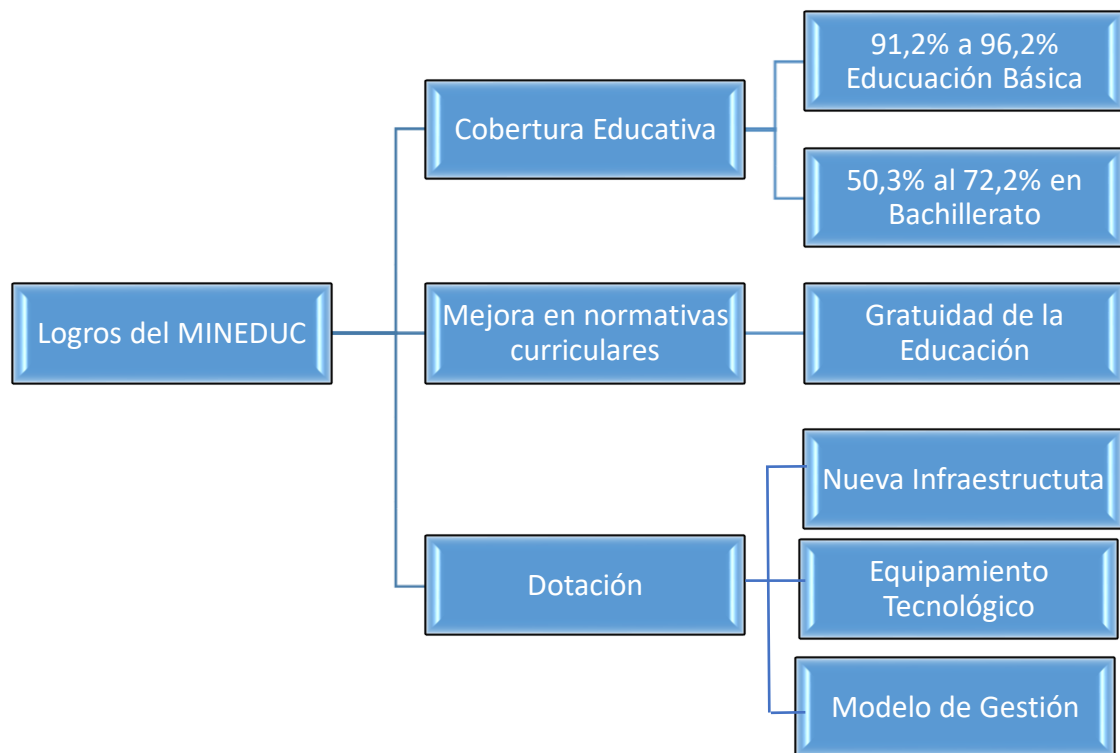 91,2% a 96,2%
Educuación Básica
Cobertura Educativa
50,3% al 72,2% en
Bachillerato
Logros del MINEDUC
Mejora en normativas
curriculares
Gratuidad de la
Educación
Nueva Infraestructuta
Dotación
Equipamiento
Tecnológico
Modelo de Gestión